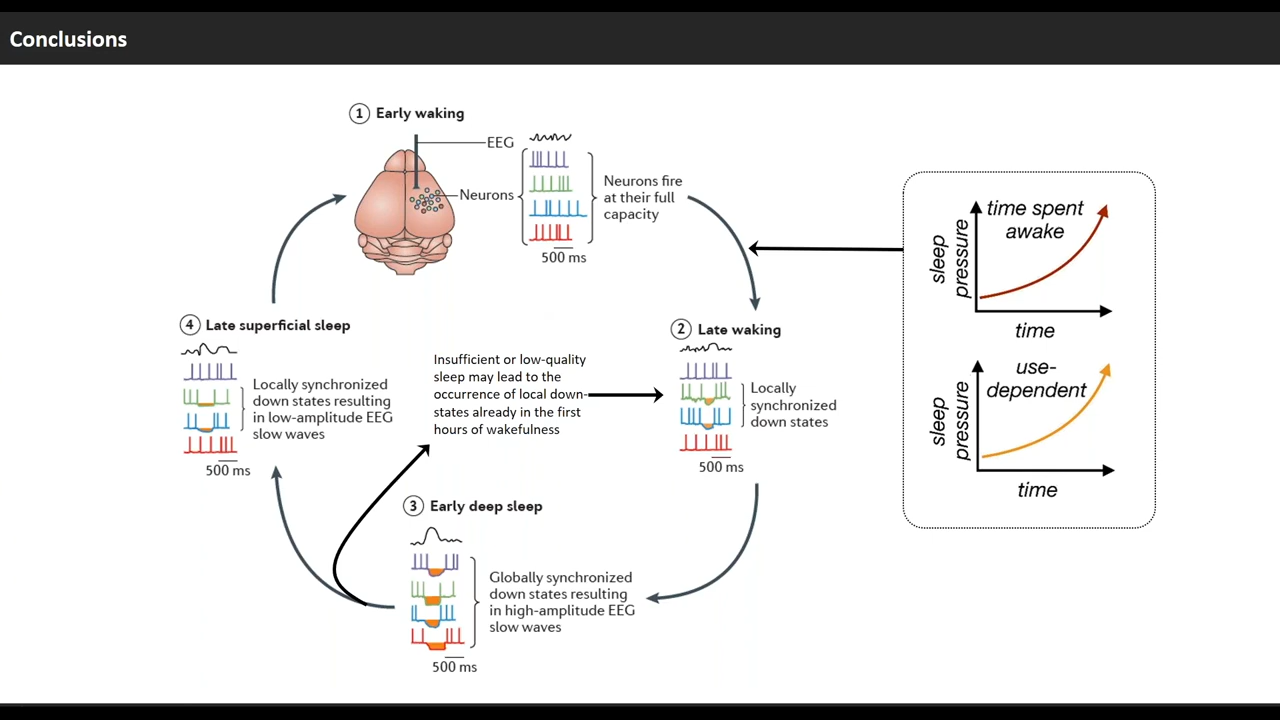 Conclusions
1 Early waking
EEG
Neurons
Neurons fire
at their full
capacity
500 ms
time spent
awake
sleep
pressure
time
use-
dependent
sleep
pressure
time
2 Late waking
Locally
synchronized
down states
500 ms
Insufficient or low-quality
sleep may lead to the
occurrence of local down-
states already in the first
hours of wakefulness
3 Early deep sleep
Globally synchronized
down states resulting
in high-amplitude EEG
slow waves
500 ms
4 Late superficial sleep
Locally synchronized
down states resulting
in low-amplitude EEG
slow waves
500 ms